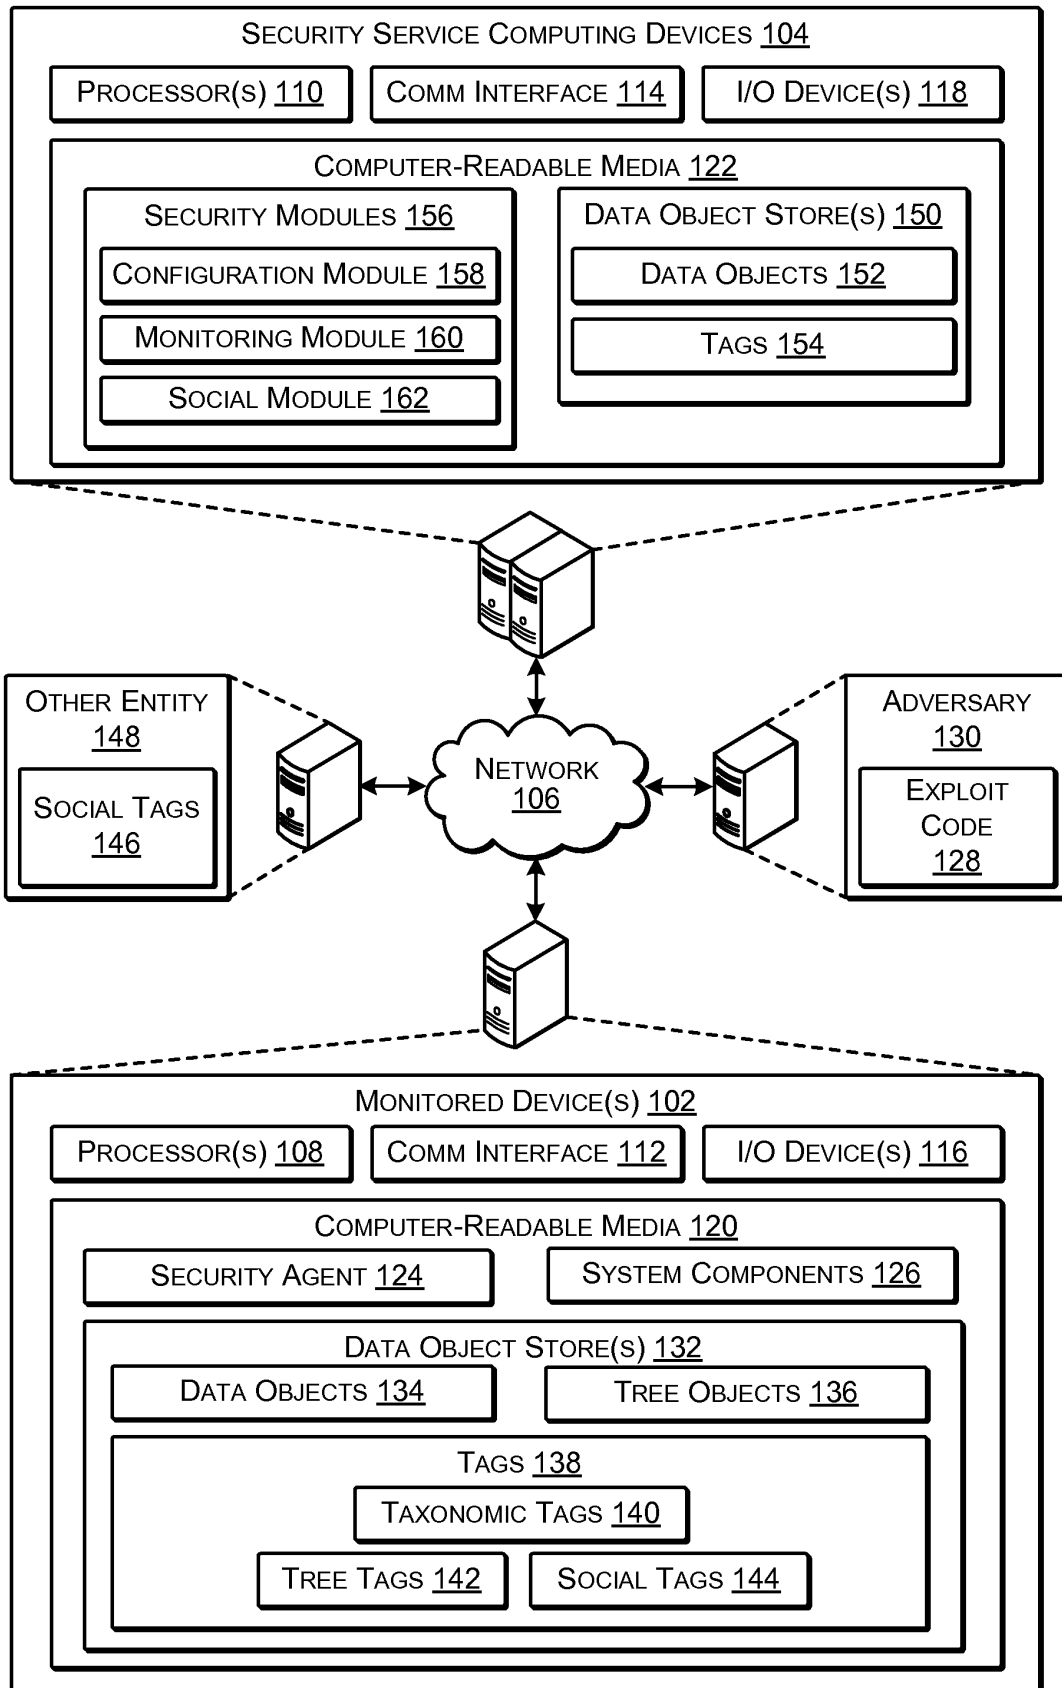 SECURITY SERVICE COMPUTING DEVICES 104
PROCESSOR(S) 110
COMM INTERFACE 114
I/O DEVICE(S) 118
COMPUTER-READABLE MEDIA 122
SECURITY MODULES 156
CONFIGURATION MODULE 158
MONITORING MODULE 160
SOCIAL MODULE 162
DATA OBJECT STORE(S) 150
DATA OBJECTS 152
TAGS 154
OTHER ENTITY
148
SOCIAL TAGS
146
NETWORK
106
ADVERSARY
130
EXPLOIT
CODE
128
MONITORED DEVICE(S) 102
PROCESSOR(S) 108
COMM INTERFACE 112
I/O DEVICE(S) 116
COMPUTER-READABLE MEDIA 120
SECURITY AGENT 124
SYSTEM COMPONENTS 126
DATA OBJECT STORE(S) 132
DATA OBJECTS 134
TREE OBJECTS 136
TAGS 138
TAXONOMIC TAGS 140
TREE TAGS 142
SOCIAL TAGS 144